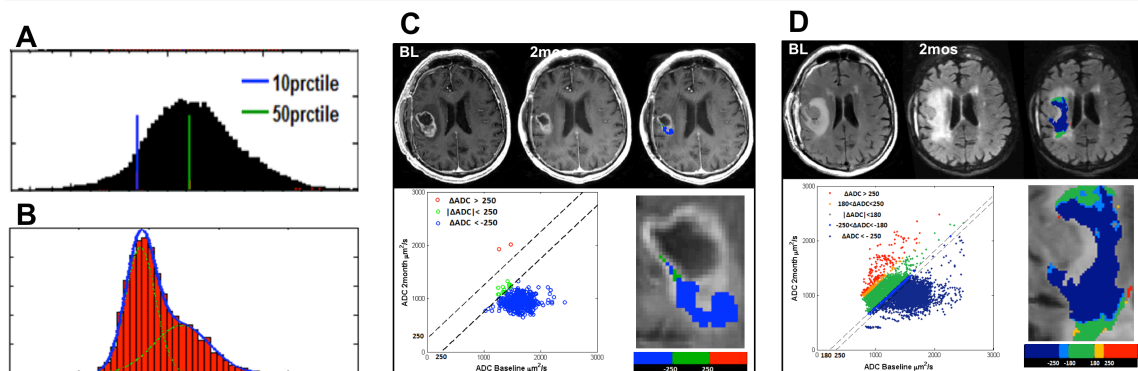 A
10prctile
50prctile
B
C
BL
2mos
ΔADC > 250
|ΔADC|< 250
ΔADC < -250
ADC 2month µm²/s
3000
2000
1000
250
0
250
1000
2000
3000
ADC Baseline µm²/s
-250
250
D
BL
2mos
ΔADC > 250
180<ΔADC<250
|ΔADC|<180
-250<ΔADC<-180
ΔADC < - 250
ADC 2month µm²/s
3000
2000
1000
0
180 250
1000
2000
3000
ADC Baseline µm²/s
-250
-180
180
250